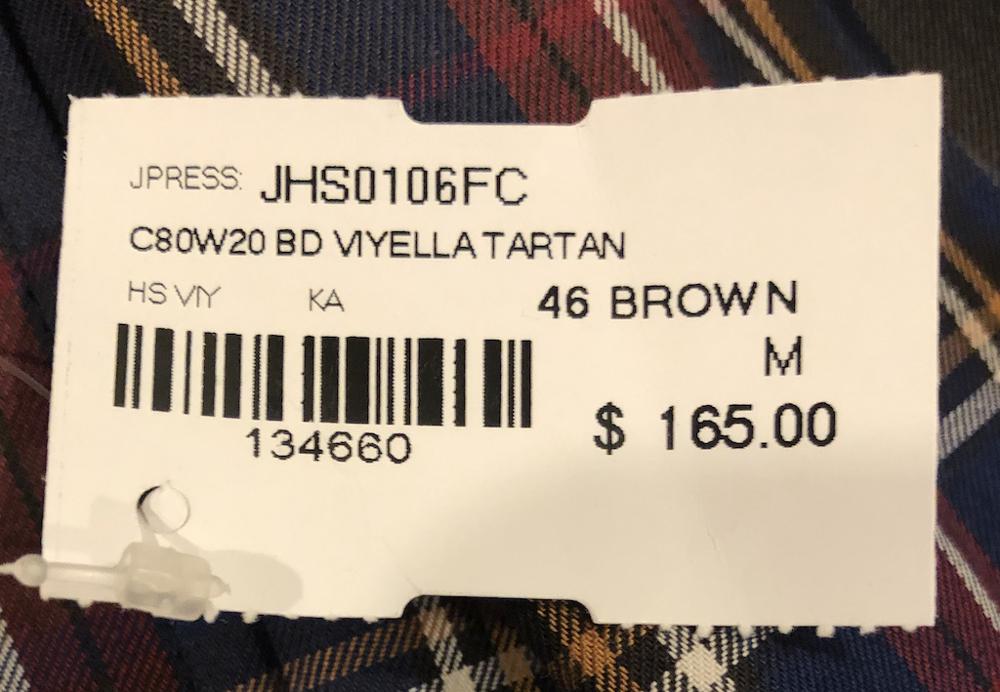 JPRESS: JHS0106FC
C80W20 BD VIYELLA TARTAN
HS VIY KA 46 BROWN
M
$ 165.00
134660